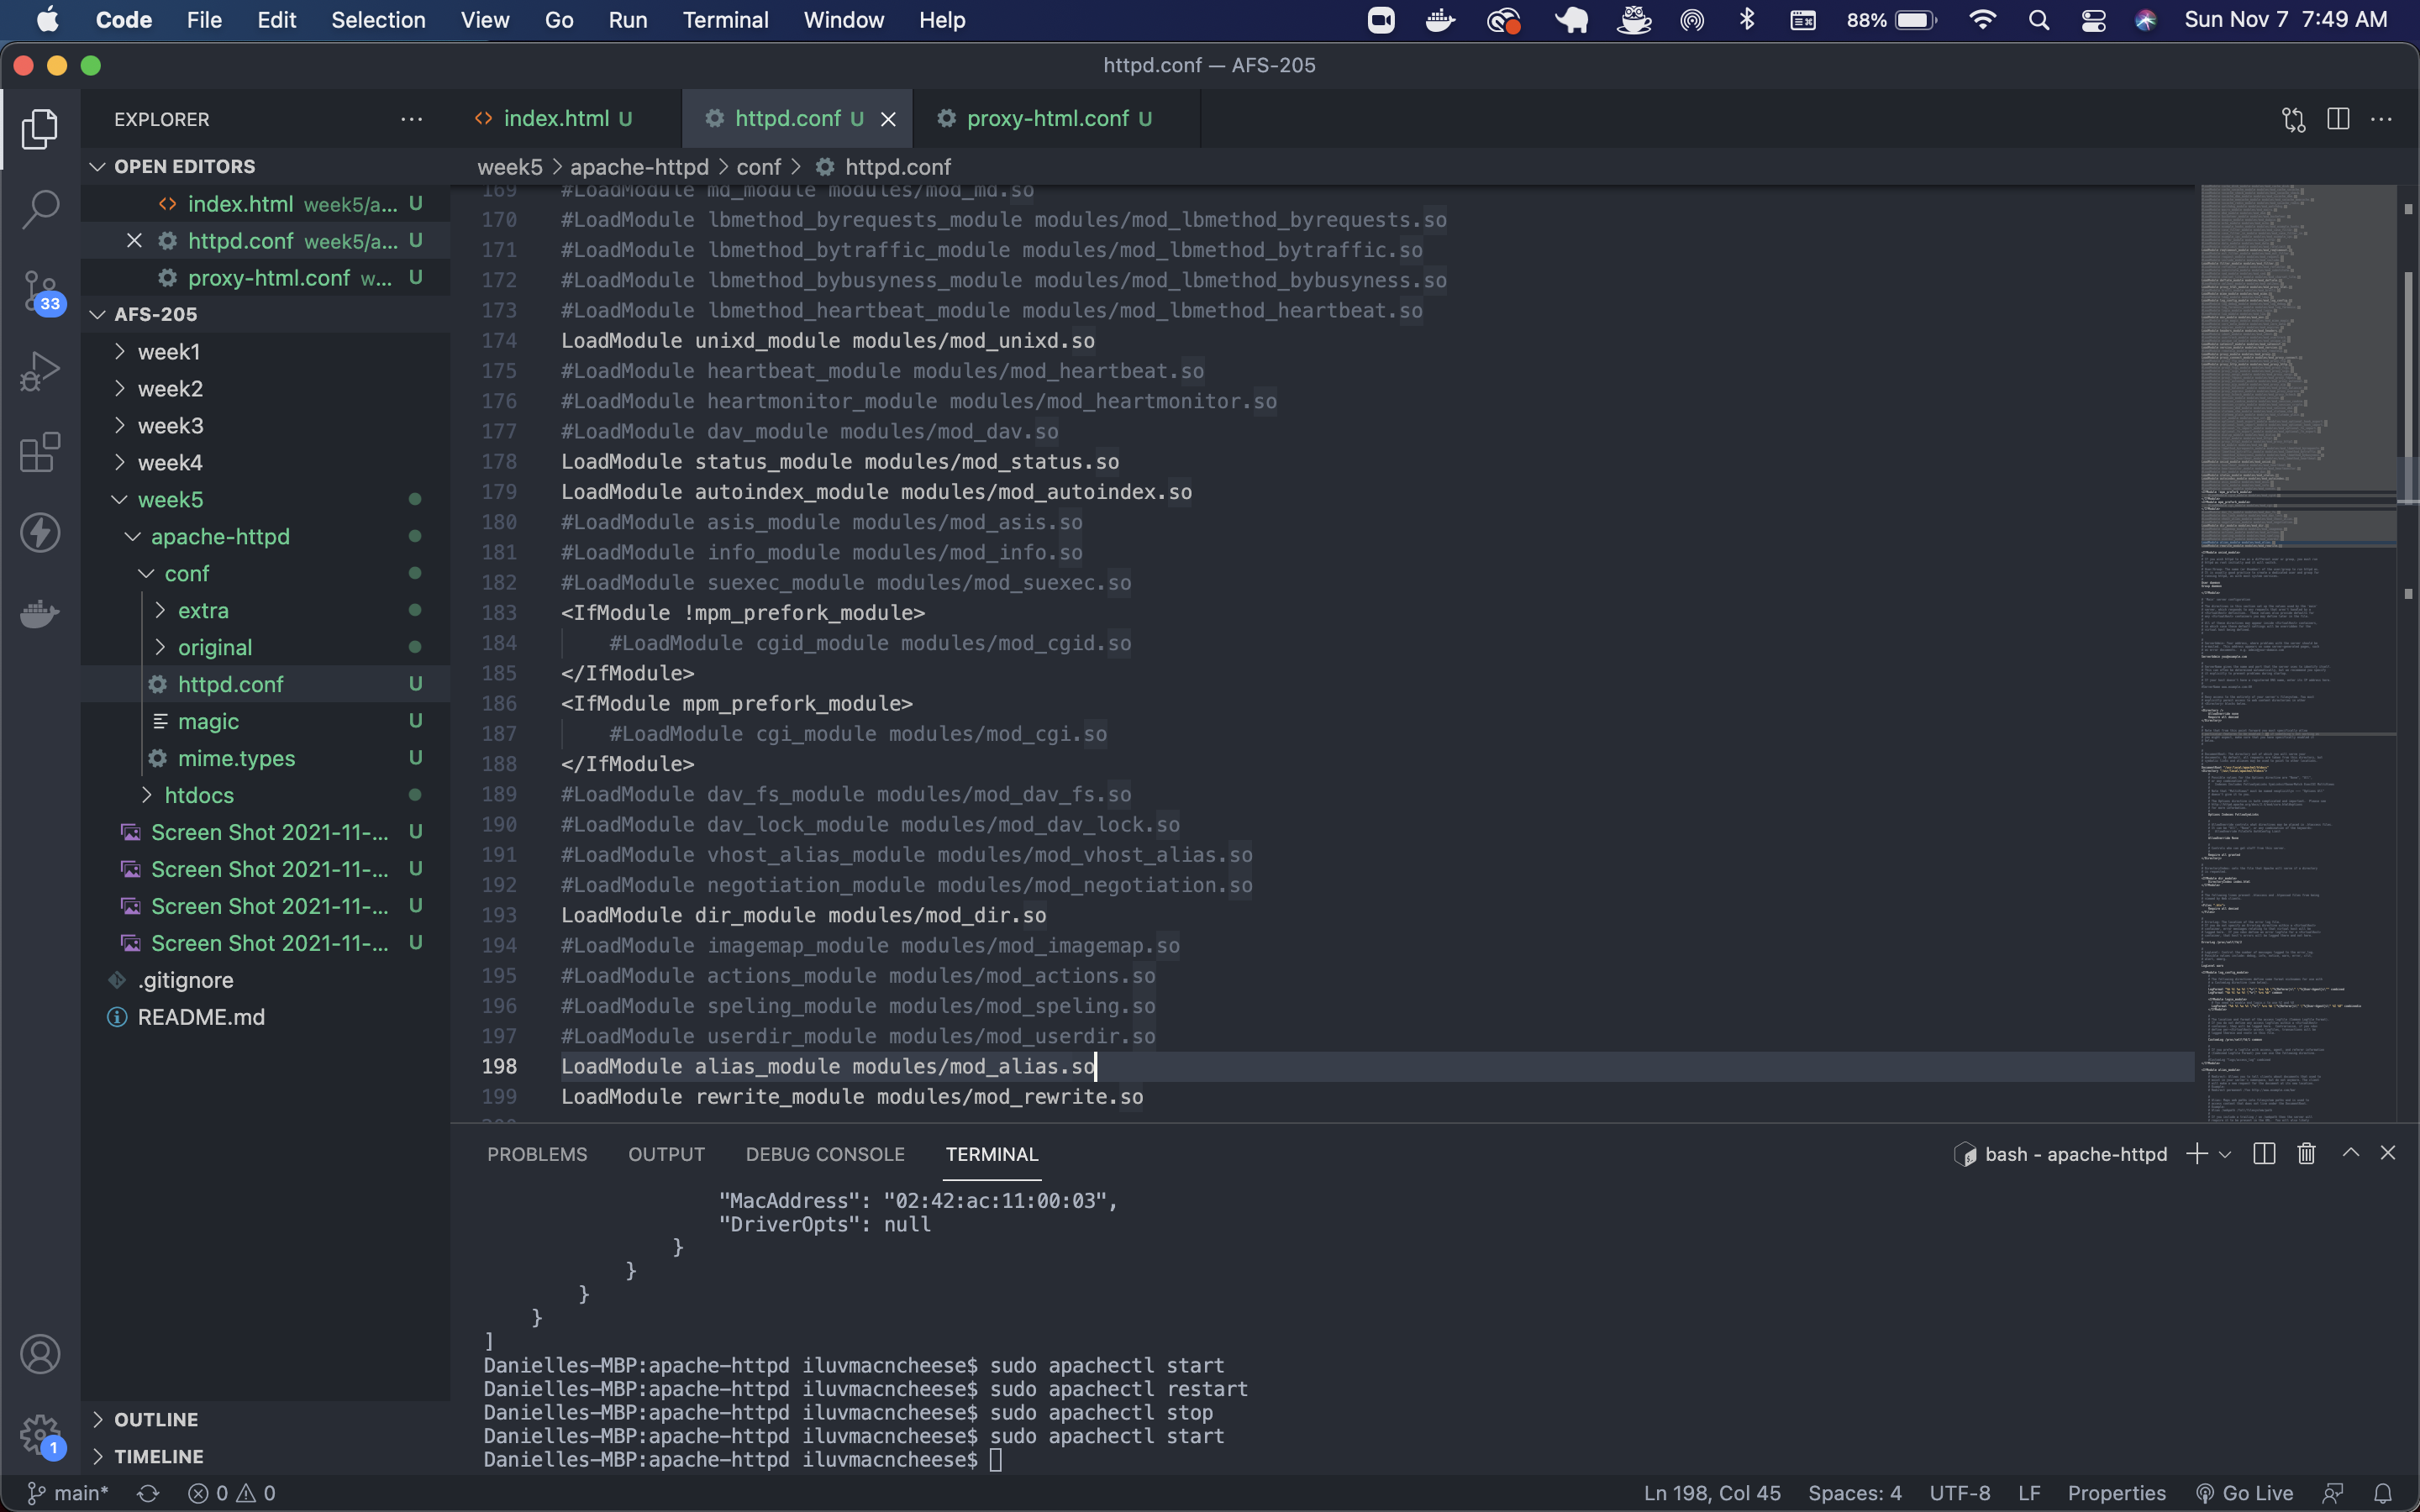 Code File Edit Selection View Go Run Terminal Window Help 88% Sun Nov 7 7:49 AM
httpd.conf — AFS-205
EXPLORER
index.html U httpd.conf U proxy-html.conf U
OPEN EDITORS
week5 > apache-httpd > conf > httpd.conf
index.html week5/a... U
httpd.conf week5/a... U
proxy-html.conf w... U
AFS-205
week1
week2
week3
week4
week5
apache-httpd
conf
extra
original
httpd.conf U
magic U
mime.types U
htdocs
Screen Shot 2021-11-... U
Screen Shot 2021-11-... U
Screen Shot 2021-11-... U
Screen Shot 2021-11-... U
.gitignore
README.md
OUTLINE
TIMELINE
33
1
169 #LoadModule md_module modules/mod_md.so
170 #LoadModule lbmethod_byrequests_module modules/mod_lbmethod_byrequests.so
171 #LoadModule lbmethod_bytraffic_module modules/mod_lbmethod_bytraffic.so
172 #LoadModule lbmethod_bybusyness_module modules/mod_lbmethod_bybusyness.so
173 #LoadModule lbmethod_heartbeat_module modules/mod_lbmethod_heartbeat.so
174 LoadModule unixd_module modules/mod_unixd.so
175 #LoadModule heartbeat_module modules/mod_heartbeat.so
176 #LoadModule heartmonitor_module modules/mod_heartmonitor.so
177 #LoadModule dav_module modules/mod_dav.so
178 LoadModule status_module modules/mod_status.so
179 LoadModule autoindex_module modules/mod_autoindex.so
180 #LoadModule asis_module modules/mod_asis.so
181 #LoadModule info_module modules/mod_info.so
182 #LoadModule suexec_module modules/mod_suexec.so
183 <IfModule !mpm_prefork_module>
184 #LoadModule cgid_module modules/mod_cgid.so
185 </IfModule>
186 <IfModule mpm_prefork_module>
187 #LoadModule cgi_module modules/mod_cgi.so
188 </IfModule>
189 #LoadModule dav_fs_module modules/mod_dav_fs.so
190 #LoadModule dav_lock_module modules/mod_dav_lock.so
191 #LoadModule vhost_alias_module modules/mod_vhost_alias.so
192 #LoadModule negotiation_module modules/mod_negotiation.so
193 LoadModule dir_module modules/mod_dir.so
194 #LoadModule imagemap_module modules/mod_imagemap.so
195 #LoadModule actions_module modules/mod_actions.so
196 #LoadModule speling_module modules/mod_speling.so
197 #LoadModule userdir_module modules/mod_userdir.so
198 LoadModule alias_module modules/mod_alias.so
199 LoadModule rewrite_module modules/mod_rewrite.so
PROBLEMS OUTPUT DEBUG CONSOLE TERMINAL bash - apache-httpd
"MacAddress": "02:42:ac:11:00:03",
"DriverOpts": null
}
}
}
}
]
Danielles-MBP:apache-httpd iluvmacncheese$ sudo apachectl start
Danielles-MBP:apache-httpd iluvmacncheese$ sudo apachectl restart
Danielles-MBP:apache-httpd iluvmacncheese$ sudo apachectl stop
Danielles-MBP:apache-httpd iluvmacncheese$ sudo apachectl start
Danielles-MBP:apache-httpd iluvmacncheese$
main* 0 0 Ln 198, Col 45 Spaces: 4 UTF-8 LF Properties Go Live